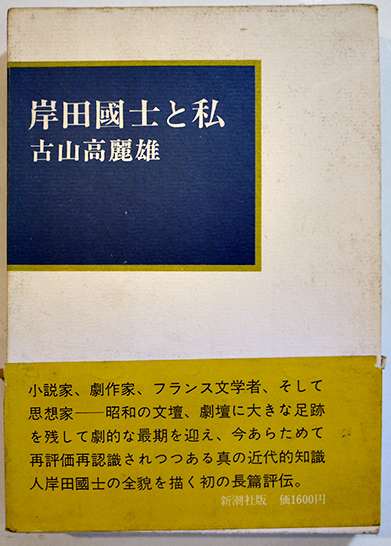 岸田國士と私
古山高麗雄
小説家、劇作家、フランス文学者、そして
思想家──昭和の文壇、劇壇に大きな足跡
を残して劇的な最期を迎え、今あらためて
再評価再認識されつつある真の近代的知識
人岸田國士の全貌を描く初の長篇評伝。
新潮社版 価1600円